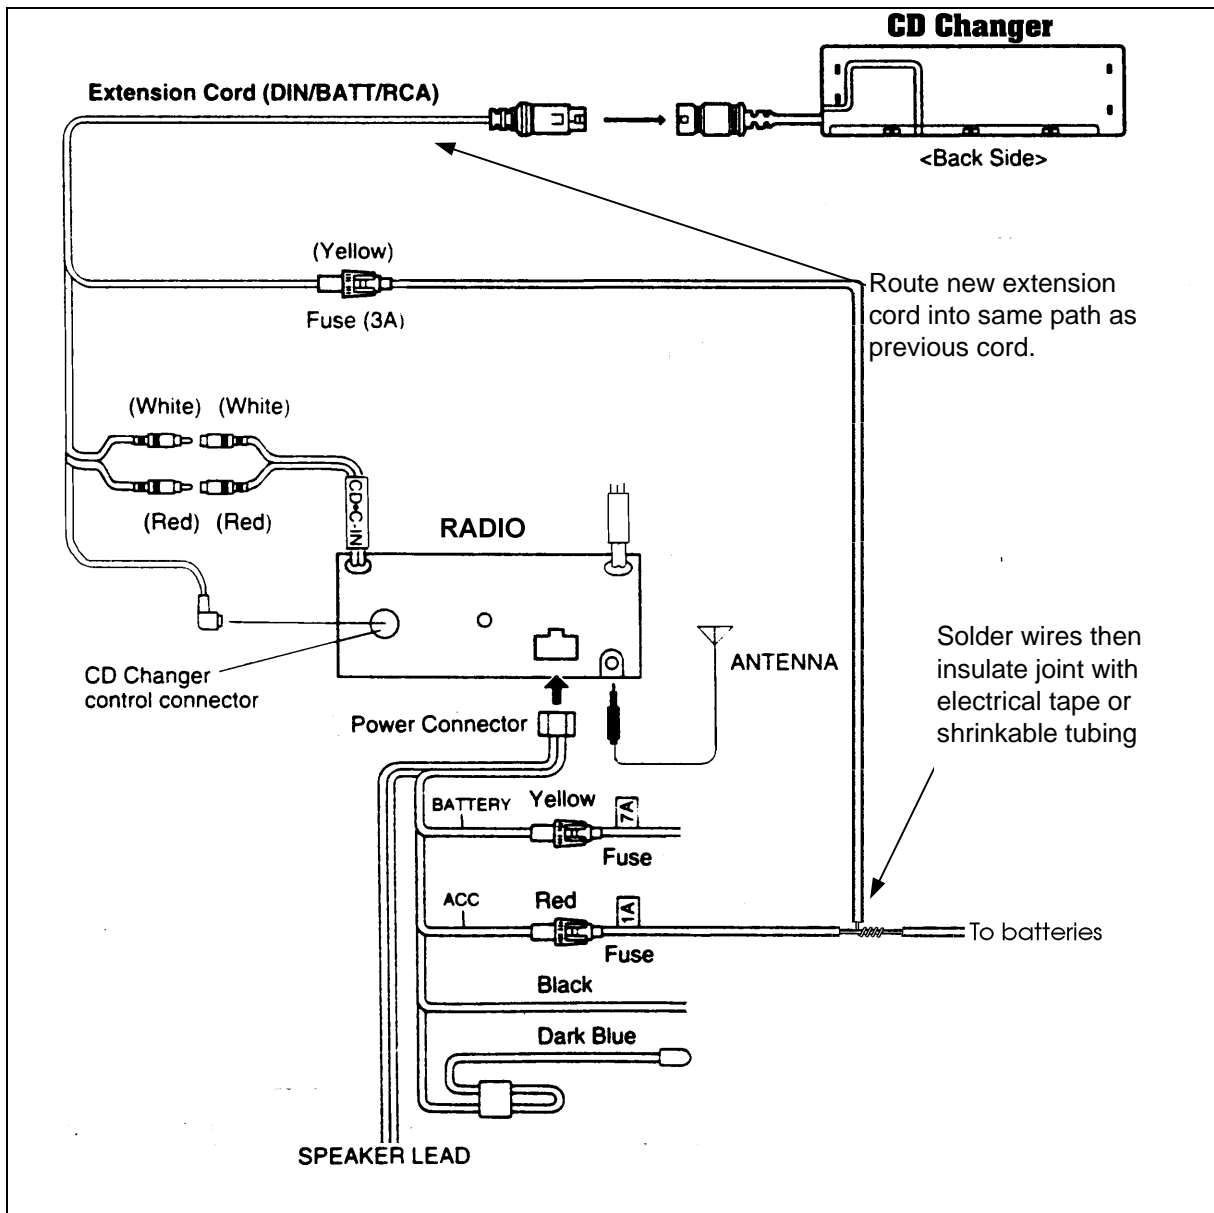 CD Changer
Extension Cord (DIN/BATT/RCA)
<Back Side>
(Yellow)
Fuse (3A)
Route new extension
cord into same path as
previous cord.
(White) (White)
(Red) (Red)
CD•C-IN
RADIO
CD Changer
control connector
ANTENNA
Solder wires then
insulate joint with
electrical tape or
shrinkable tubing
Power Connector
BATTERY Yellow 7A
Fuse
ACC Red 1A
Fuse
To batteries
Black
Dark Blue
SPEAKER LEAD